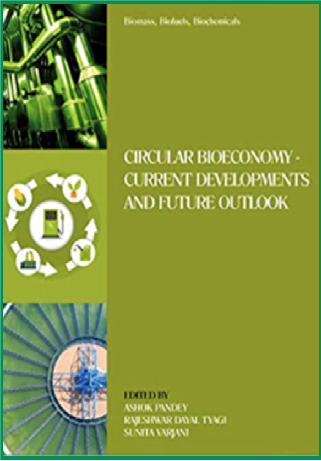 Biomass, Biofuels, Biochemicals
CIRCULAR BIOECONOMY -
CURRENT DEVELOPMENTS
AND FUTURE OUTLOOK
EDITED BY
ASHOK PANDEY
RAJESHWAR DAYAL TYAGI
SUNITA VARJANI